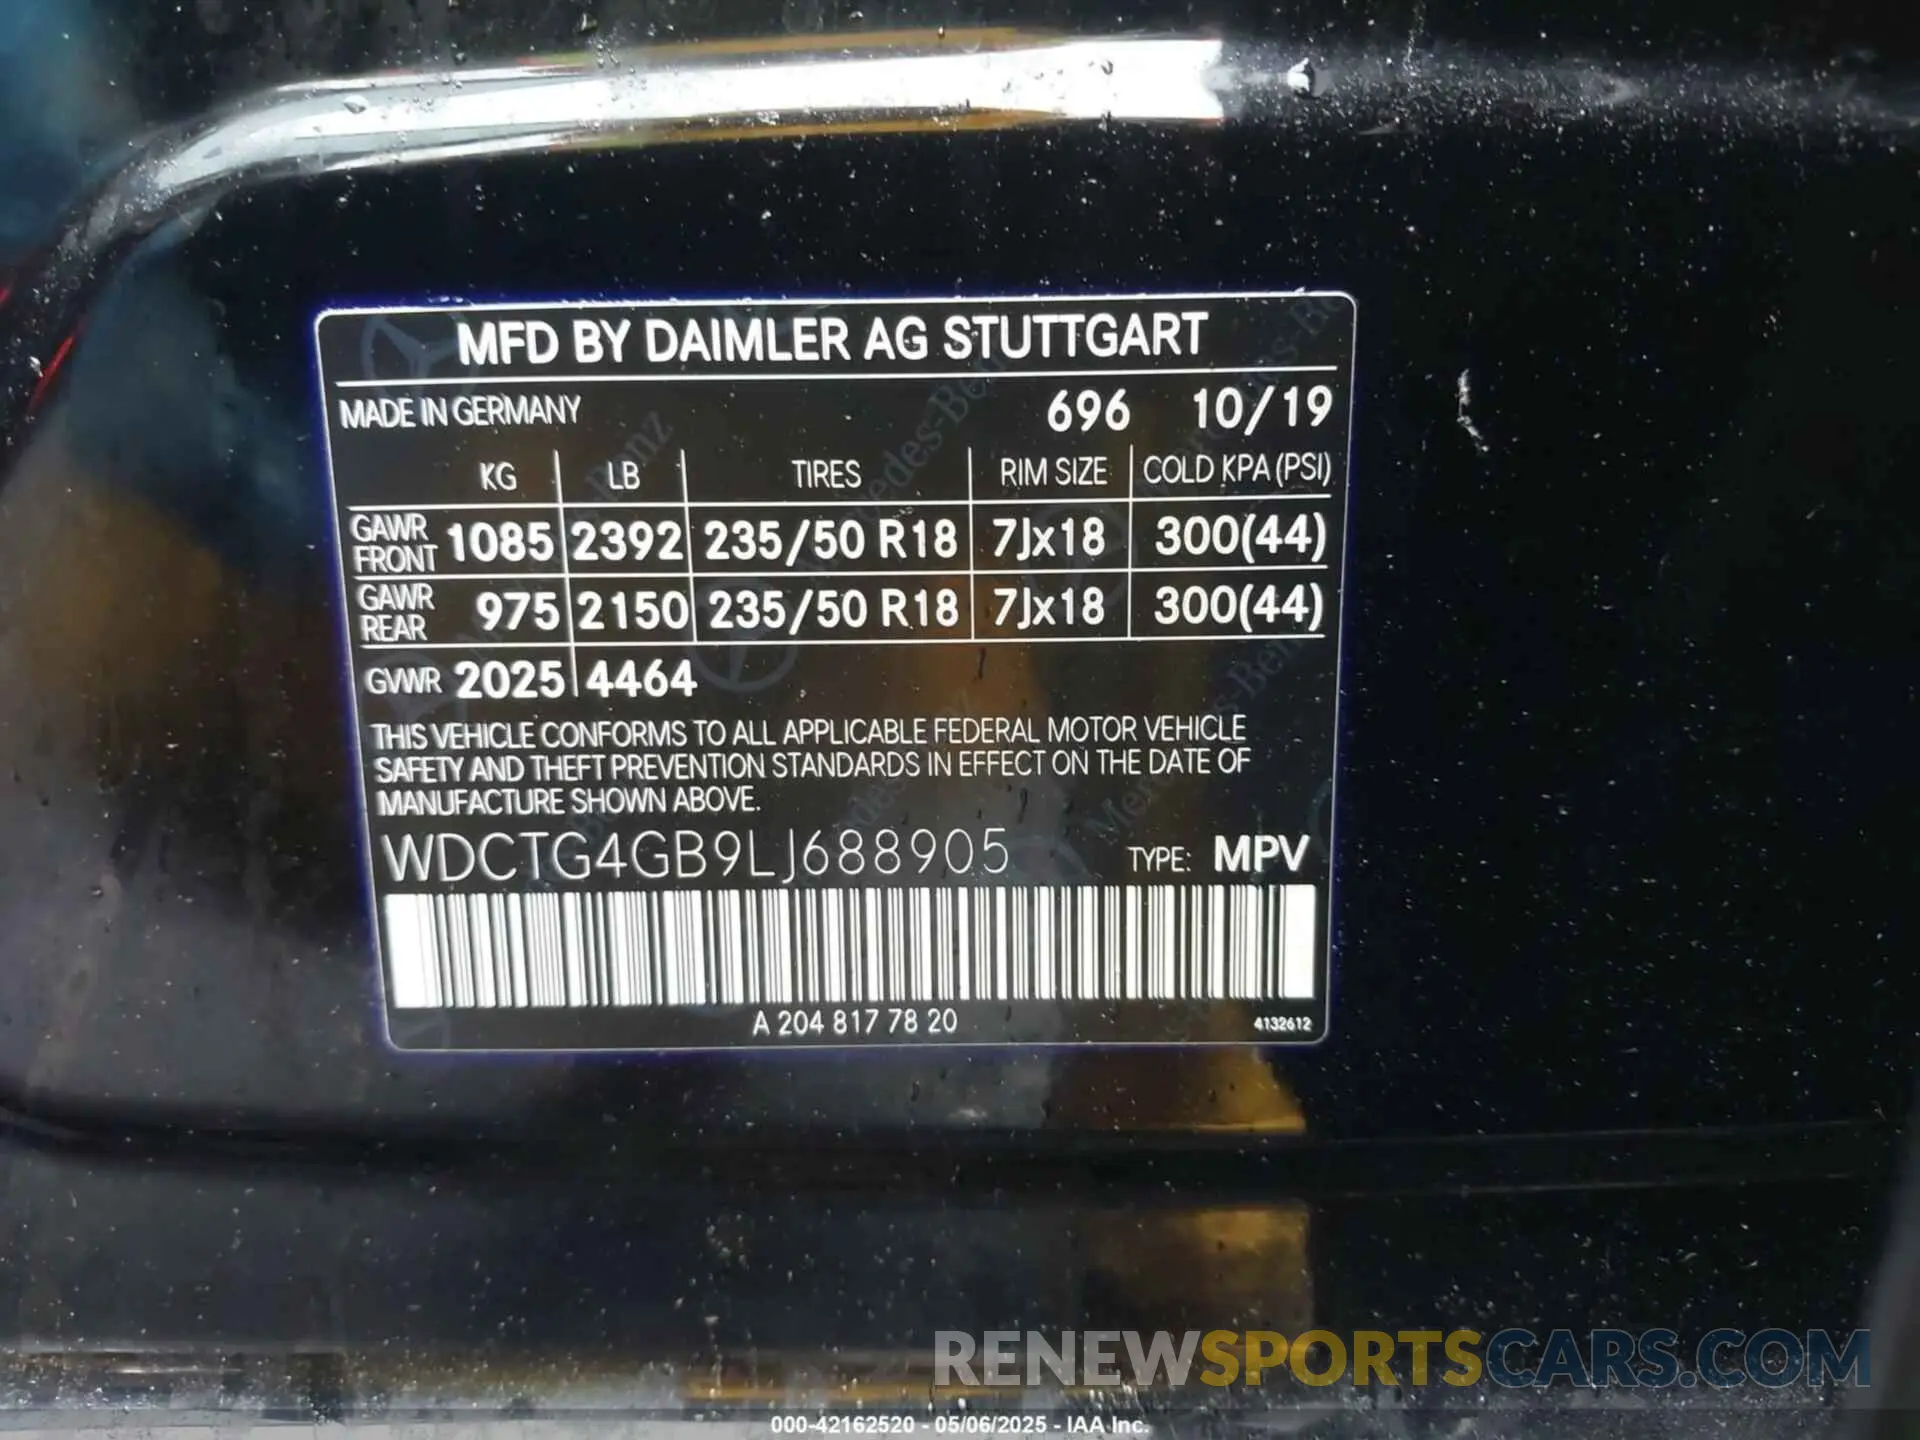 MFD BY DAIMLER AG STUTTGART
MADE IN GERMANY 696 10/19
KG LB TIRES RIM SIZE COLD KPA (PSI)
GAWR FRONT 1085 2392 235/50 R18 7Jx18 300(44)
GAWR REAR 975 2150 235/50 R18 7Jx18 300(44)
GVWR 2025 4464
THIS VEHICLE CONFORMS TO ALL APPLICABLE FEDERAL MOTOR VEHICLE
SAFETY AND THEFT PREVENTION STANDARDS IN EFFECT ON THE DATE OF
MANUFACTURE SHOWN ABOVE.
WDCTG4GB9LJ688905 TYPE: MPV
A 204 817 78 20 4132612
RENEWSPORTSCARS.COM
000-42162520 - 05/06/2025 - IAA Inc.